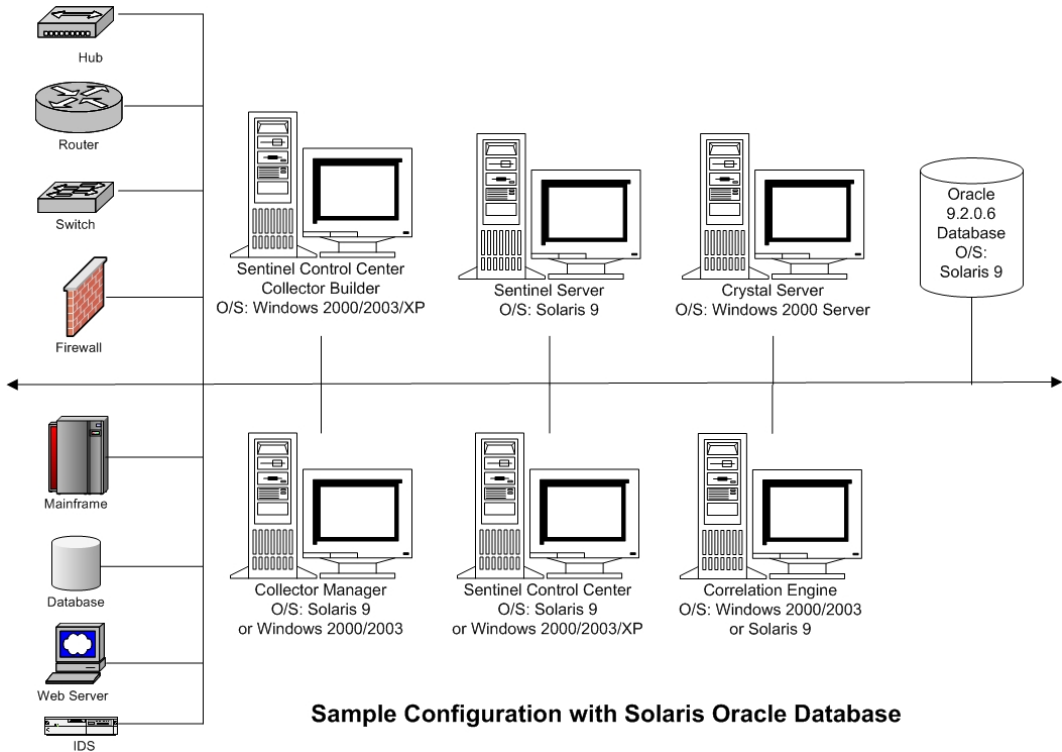 Hub
Router
Switch
Firewall
Sentinel Control Center
Collector Builder
O/S: Windows 2000/2003/XP
Sentinel Server
O/S: Solaris 9
Crystal Server
O/S: Windows 2000 Server
Oracle
9.2.0.6
Database
O/S:
Solaris 9
Mainframe
Database
Web Server
IDS
Collector Manager
O/S: Solaris 9
or Windows 2000/2003
Sentinel Control Center
O/S: Solaris 9
or Windows 2000/2003/XP
Correlation Engine
O/S: Windows 2000/2003
or Solaris 9
Sample Configuration with Solaris Oracle Database